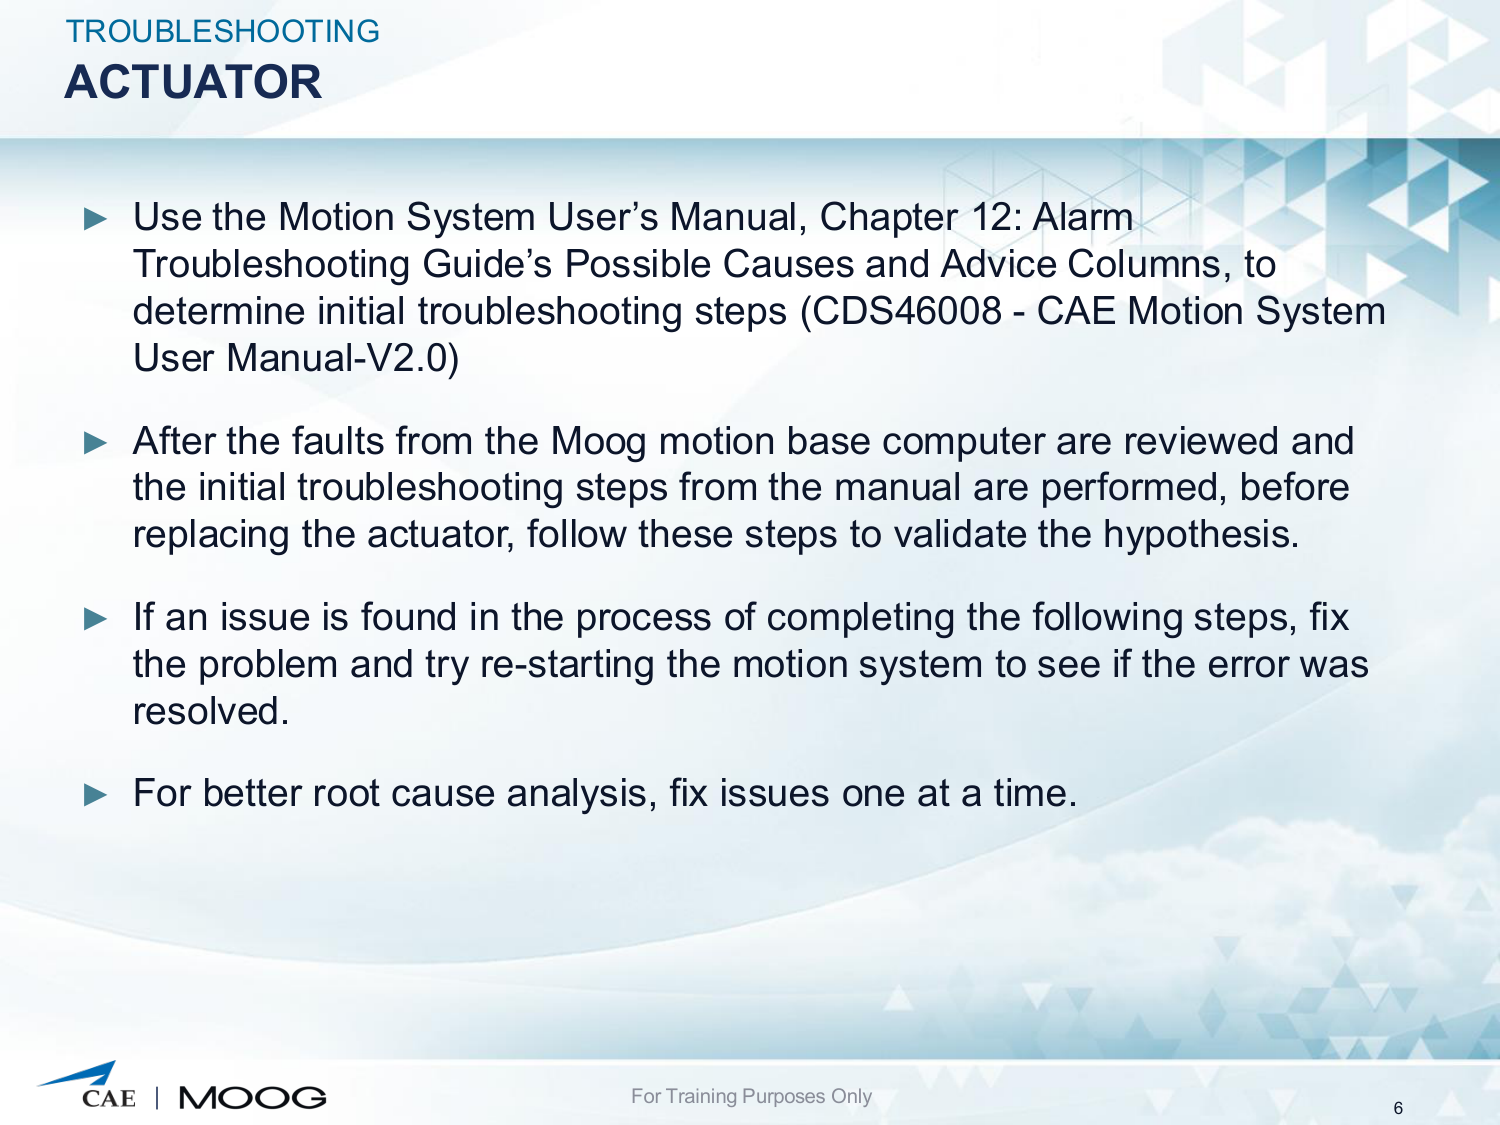 TROUBLESHOOTING
ACTUATOR
► Use the Motion System User’s Manual, Chapter 12: Alarm
Troubleshooting Guide’s Possible Causes and Advice Columns, to
determine initial troubleshooting steps (CDS46008 - CAE Motion System
User Manual-V2.0)
► After the faults from the Moog motion base computer are reviewed and
the initial troubleshooting steps from the manual are performed, before
replacing the actuator, follow these steps to validate the hypothesis.
► If an issue is found in the process of completing the following steps, fix
the problem and try re-starting the motion system to see if the error was
resolved.
► For better root cause analysis, fix issues one at a time.
CAE | MOOG
For Training Purposes Only
6